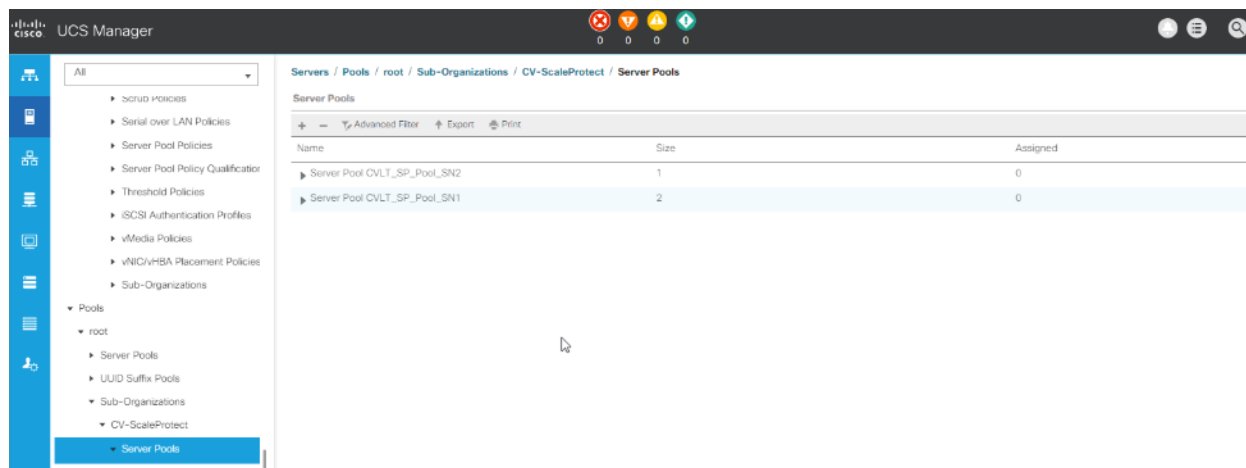 CISCO UCS Manager
0 0 0 0
All
Scrub Policies
Serial over LAN Policies
Server Pool Policies
Server Pool Policy Qualification
Threshold Policies
iSCSI Authentication Profiles
vMedia Policies
vNIC/vHBA Placement Policies
Sub-Organizations
Pools
root
Server Pools
UUID Suffix Pools
Sub-Organizations
CV-ScaleProtect
Server Pools
Servers / Pools / root / Sub-Organizations / CV-ScaleProtect / Server Pools
Server Pools
+ − Advanced Filter Export Print
Name Size Assigned
Server Pool CVLT_SP_Pool_SN2 1 0
Server Pool CVLT_SP_Pool_SN1 2 0